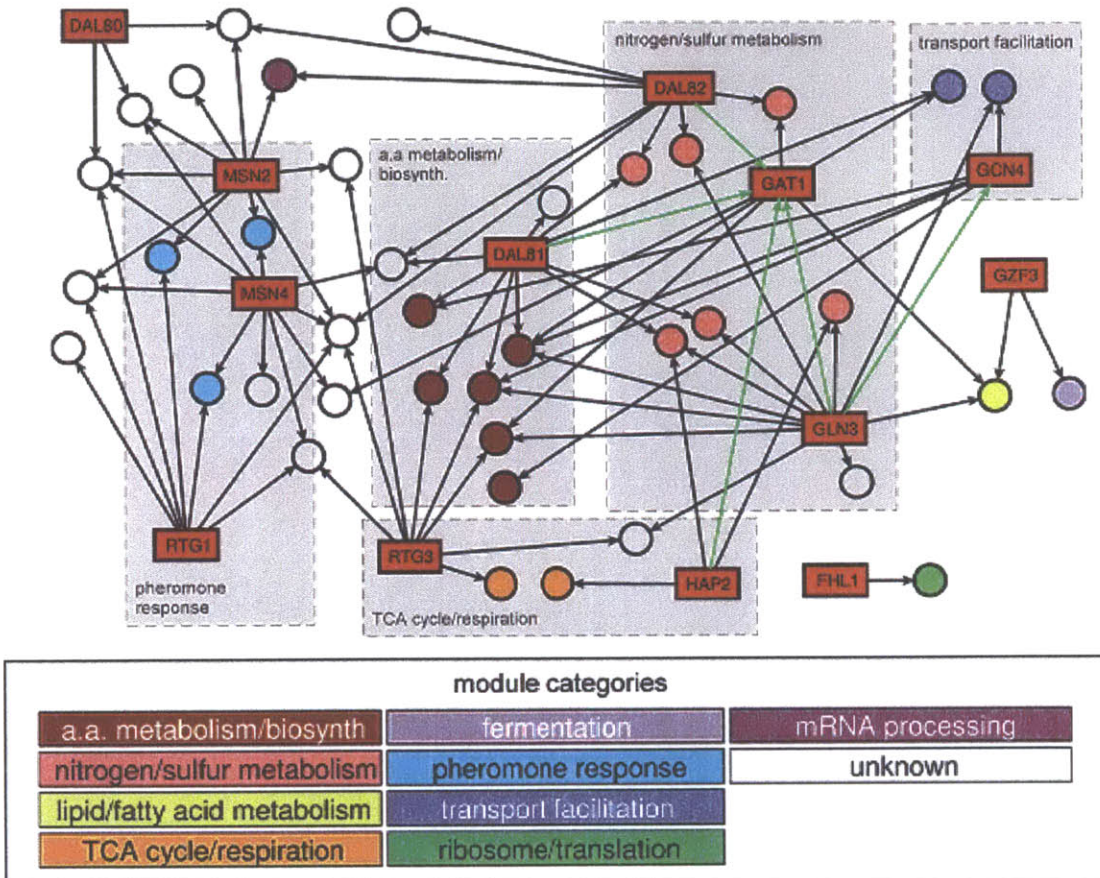 DAL80
nitrogen/sulfur metabolism
transport facilitation
DAL82
a.a metabolism/
biosynth.
MSN2
GAT1
GCN4
DAL81
GZF3
MSN4
GLN3
RTG1
RTG3
HAP2
FHL1
pheromone
response
TCA cycle/respiration
module categories
a.a. metabolism/biosynth
fermentation
mRNA processing
nitrogen/sulfur metabolism
pheromone response
unknown
lipid/fatty acid metabolism
transport facilitation
TCA cycle/respiration
ribosome/translation